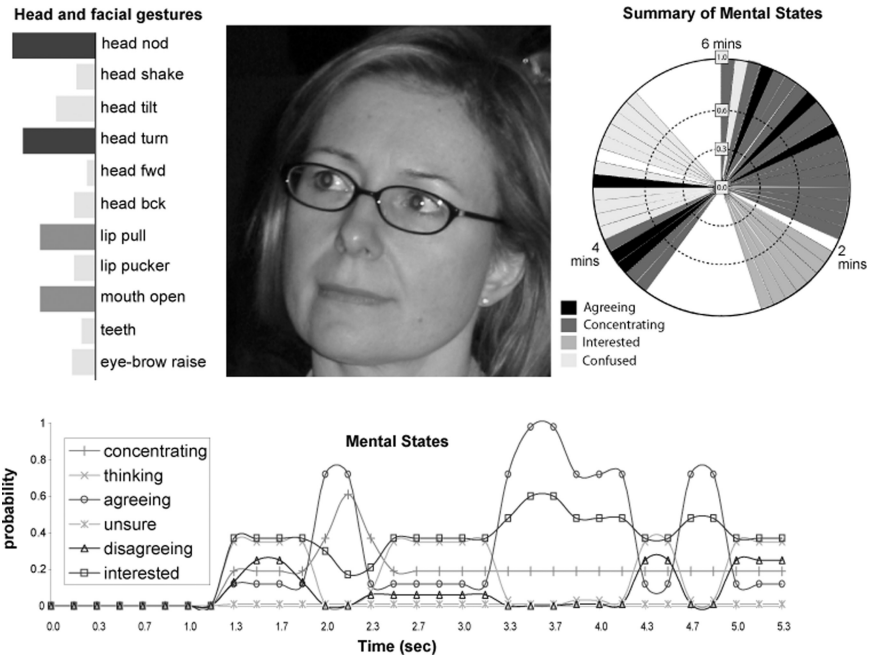 Head and facial gestures
head nod
head shake
head tilt
head turn
head fwd
head bck
lip pull
lip pucker
mouth open
teeth
eye-brow raise
Summary of Mental States
6 mins
1.0
0.6
0.3
0.0
2
mins
4
mins
Agreeing
Concentrating
Interested
Confused
Mental States
probability
1
0.8
0.6
0.4
0.2
0
concentrating
thinking
agreeing
unsure
disagreeing
interested
0.0 0.3 0.7 1.0 1.3 1.7 2.0 2.3 2.7 3.0 3.3 3.7 4.0 4.3 4.7 5.0 5.3
Time (sec)